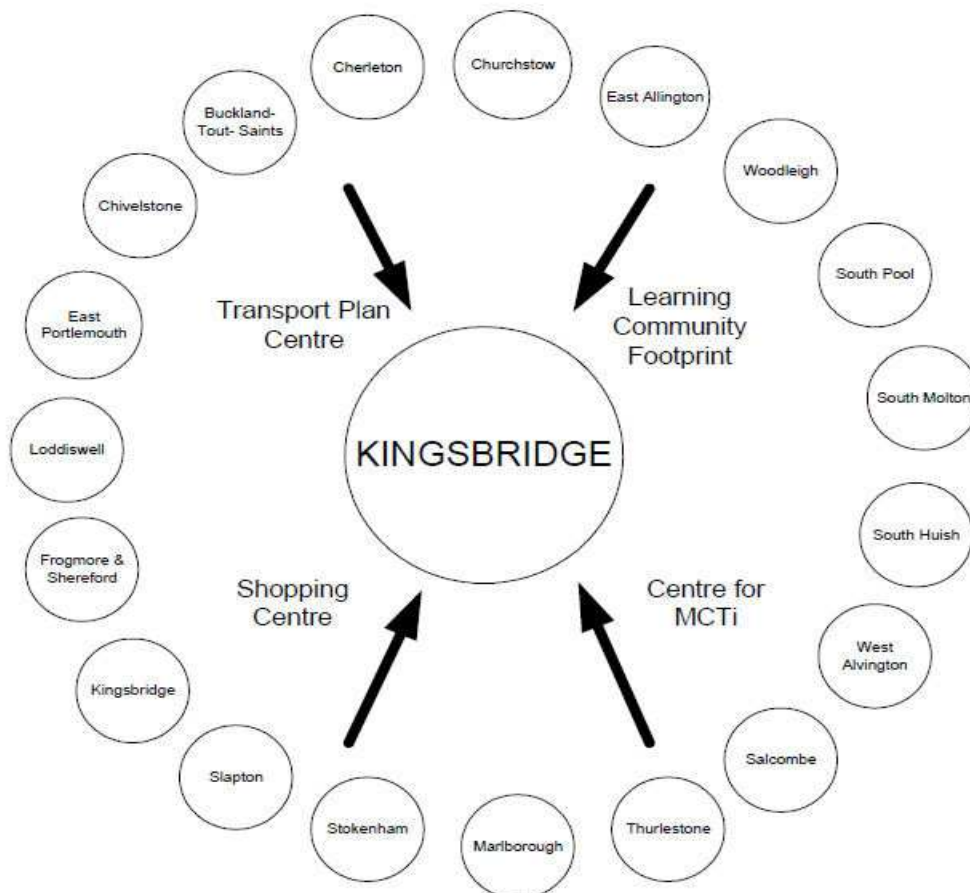 Cherleton
Churchstow
East Allington
Woodleigh
South Pool
South Molton
South Huish
West
Alvington
Salcombe
Thurlestone
Marlborough
Stokenham
Slapton
Kingsbridge
Frogmore &
Shereford
Loddiswell
East
Portlemouth
Chivelstone
Buckland-
Tout- Saints
Transport Plan
Centre
Learning
Community
Footprint
KINGSBRIDGE
Shopping
Centre
Centre for
MCTi